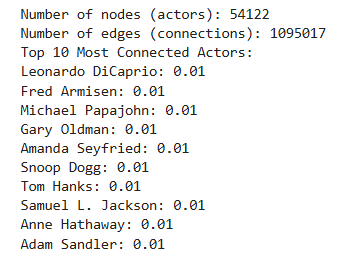 Number of nodes (actors): 54122
Number of edges (connections): 1095017
Top 10 Most Connected Actors:
Leonardo DiCaprio: 0.01
Fred Armisen: 0.01
Michael Papajohn: 0.01
Gary Oldman: 0.01
Amanda Seyfried: 0.01
Snoop Dogg: 0.01
Tom Hanks: 0.01
Samuel L. Jackson: 0.01
Anne Hathaway: 0.01
Adam Sandler: 0.01